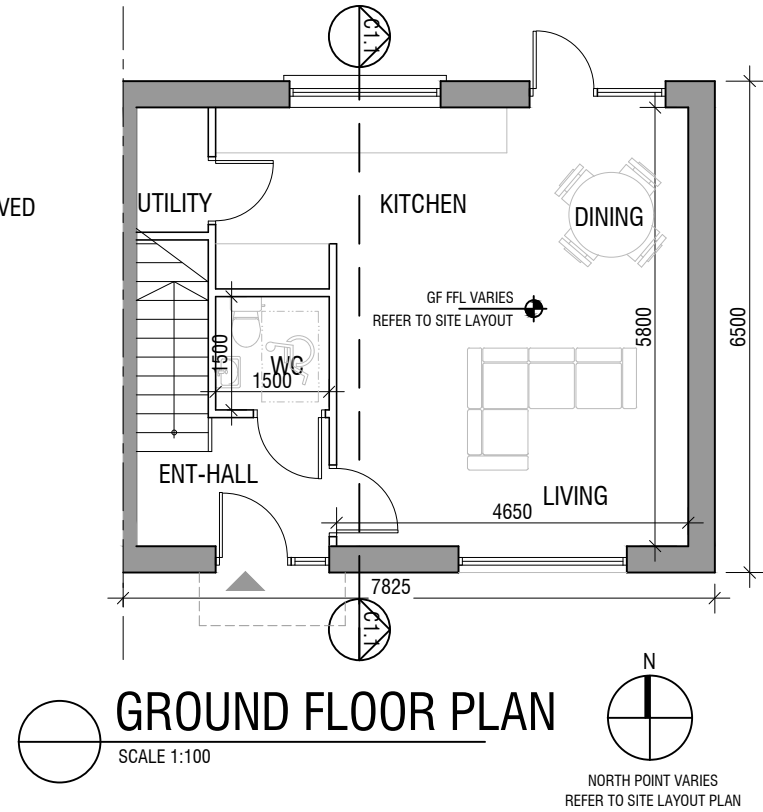 C1.1
VED
UTILITY
KITCHEN
DINING
GF FFL VARIES
REFER TO SITE LAYOUT
5800
6500
1500
WC
1500
ENT-HALL
LIVING
4650
7825
C1.1
GROUND FLOOR PLAN
SCALE 1:100
N
NORTH POINT VARIES
REFER TO SITE LAYOUT PLAN